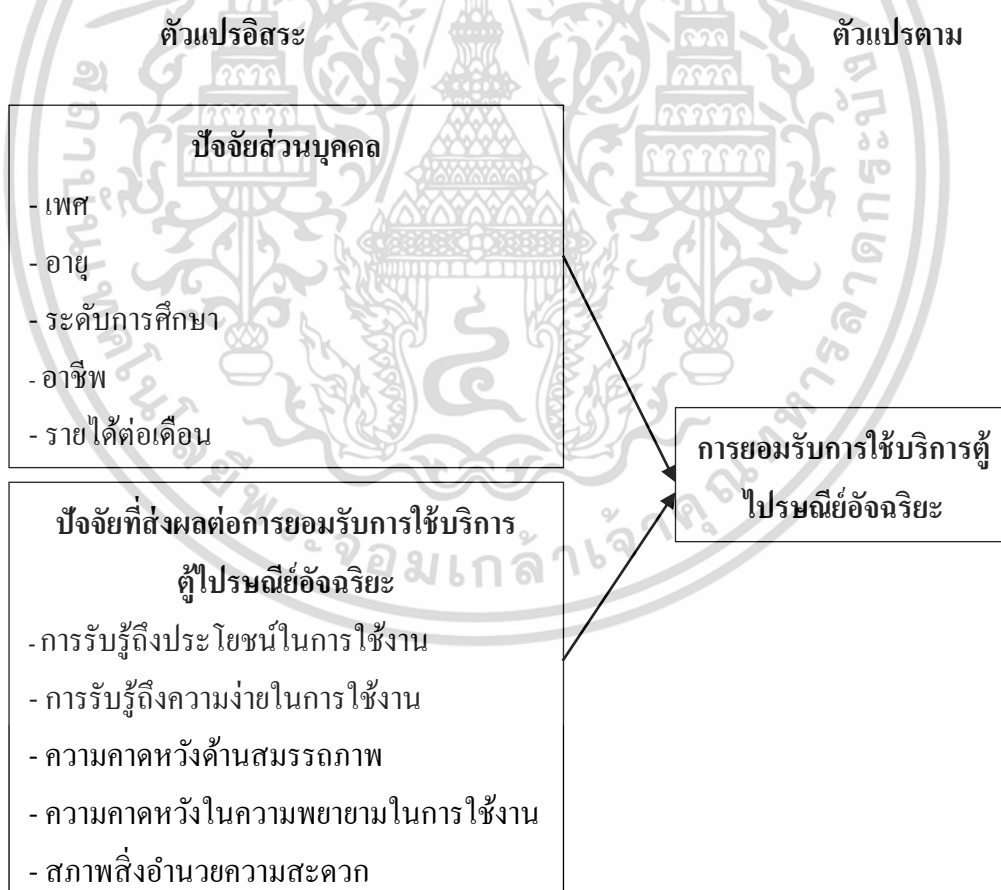 ตัวแปรอิสระ
ตัวแปรตาม
ปัจจัยส่วนบุคคล
- เพศ
- อายุ
- ระดับการศึกษา
- อาชีพ
- รายได้ต่อเดือน
การยอมรับการใช้บริการตู้
ไปรษณีย์อัจฉริยะ
ปัจจัยที่ส่งผลต่อการยอมรับการใช้บริการ
ตู้ไปรษณีย์อัจฉริยะ
- การรับรู้ถึงประโยชน์ในการใช้งาน
- การรับรู้ถึงความง่ายในการใช้งาน
- ความคาดหวังด้านสมรรถภาพ
- ความคาดหวังในความพยายามในการใช้งาน
- สภาพสิ่งอำนวยความสะดวก